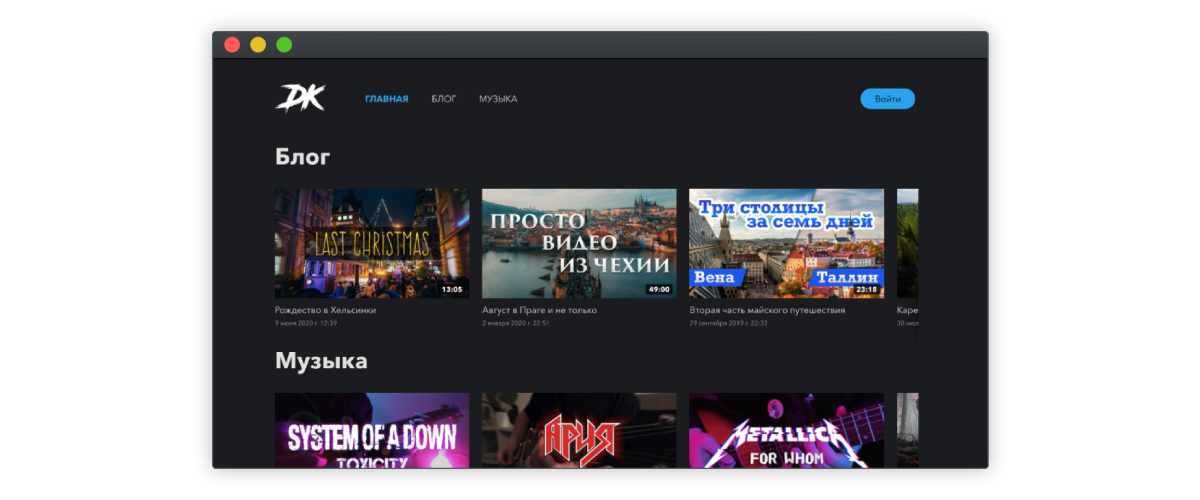 DK
ГЛАВНАЯ БЛОГ МУЗЫКА Войти
Блог
LAST CHRISTMAS
13:05
ПРОСТО
ВИДЕО
ИЗ ЧЕХИИ
49:00
Три столицы
за семь дней
Вена Таллин
23:18
Рождество в Хельсинки
9 июня 2020 г. 12:39
Август в Праге и не только
2 января 2020 г. 22:51
Вторая часть майского путешествия
29 сентября 2019 г. 22:33
Каре
30 июл
Музыка
SYSTEM OF A DOWN
TOXICITY
АРИЯ
METALLICA
FOR WHOM